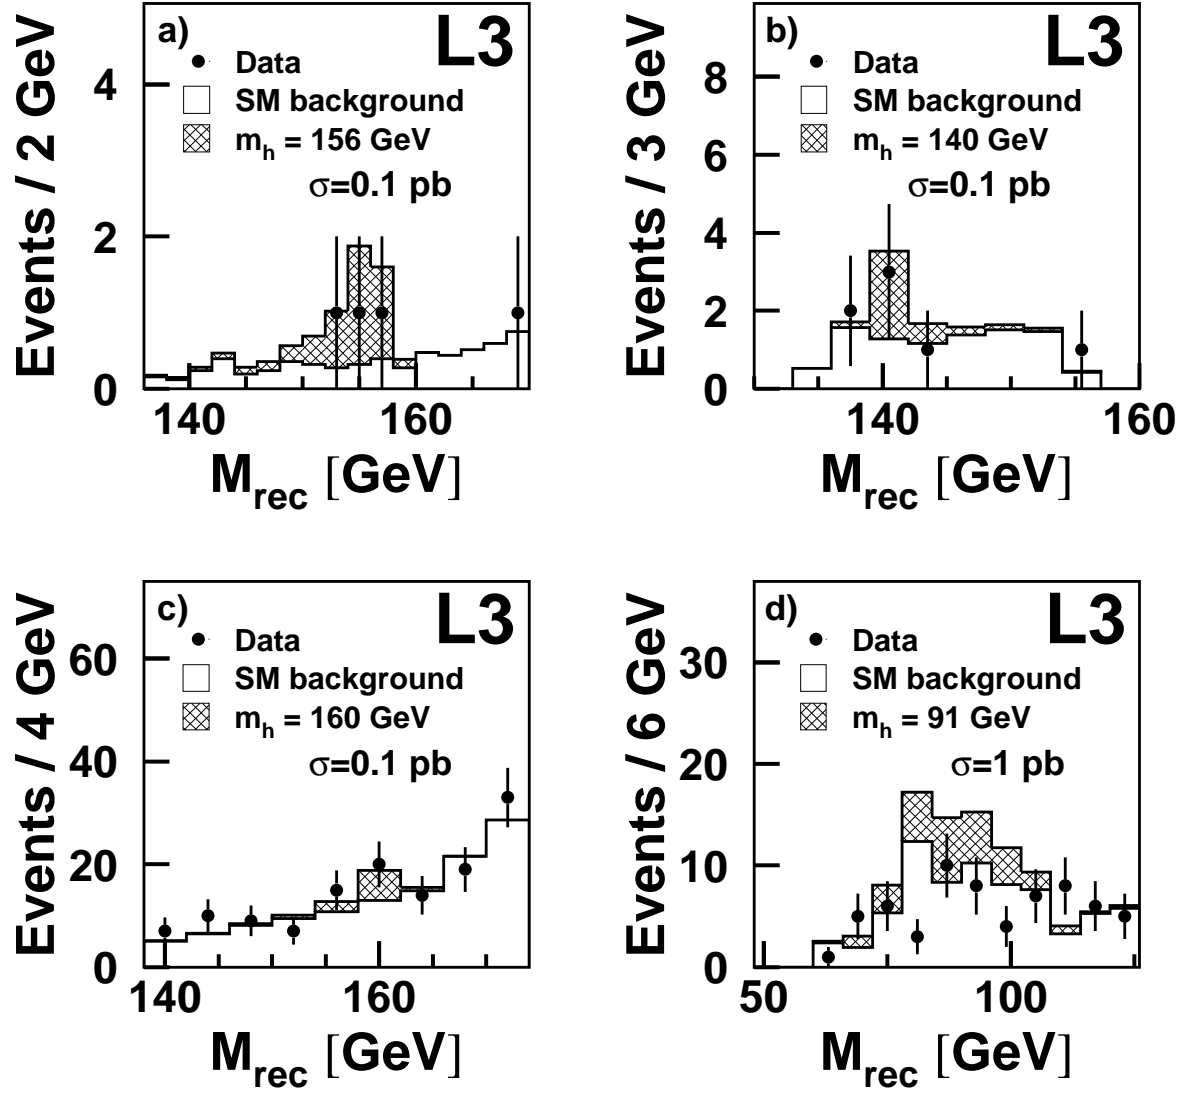 a)
L3
Data
SM background
m_h = 156 GeV
σ=0.1 pb
Events / 2 GeV
4
2
0
140
160
M_rec [GeV]
b)
L3
Data
SM background
m_h = 140 GeV
σ=0.1 pb
Events / 3 GeV
8
6
4
2
0
140
160
M_rec [GeV]
c)
L3
Data
SM background
m_h = 160 GeV
σ=0.1 pb
Events / 4 GeV
60
40
20
0
140
160
M_rec [GeV]
d)
L3
Data
SM background
m_h = 91 GeV
σ=1 pb
Events / 6 GeV
30
20
10
0
50
100
M_rec [GeV]